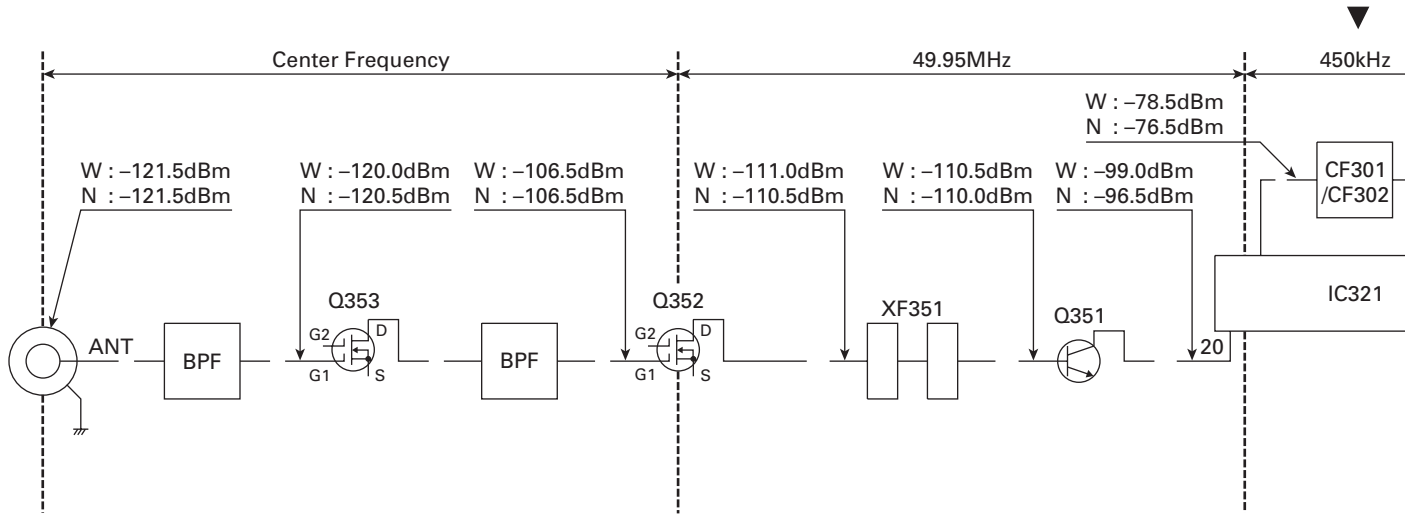 Center Frequency
49.95MHz
450kHz
W : –78.5dBm
N : –76.5dBm
W : –121.5dBm
N : –121.5dBm
W : –120.0dBm
N : –120.5dBm
W : –106.5dBm
N : –106.5dBm
W : –111.0dBm
N : –110.5dBm
W : –110.5dBm
N : –110.0dBm
W : –99.0dBm
N : –96.5dBm
CF301
/CF302
IC321
Q353
Q352
XF351
Q351
ANT
BPF
G2
D
G1
S
BPF
G2
D
G1
S
20